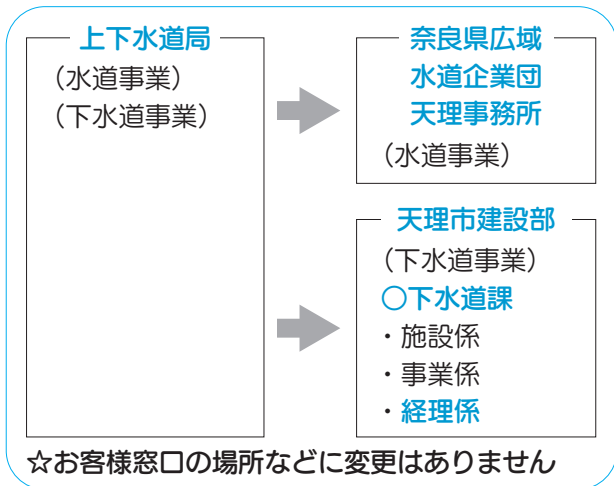 上下水道局
（水道事業）
（下水道事業）
奈良県広域
水道企業団
天理事務所
（水道事業）
天理市建設部
（下水道事業）
○下水道課
・施設係
・事業係
・経理係
☆お客様窓口の場所などに変更はありません